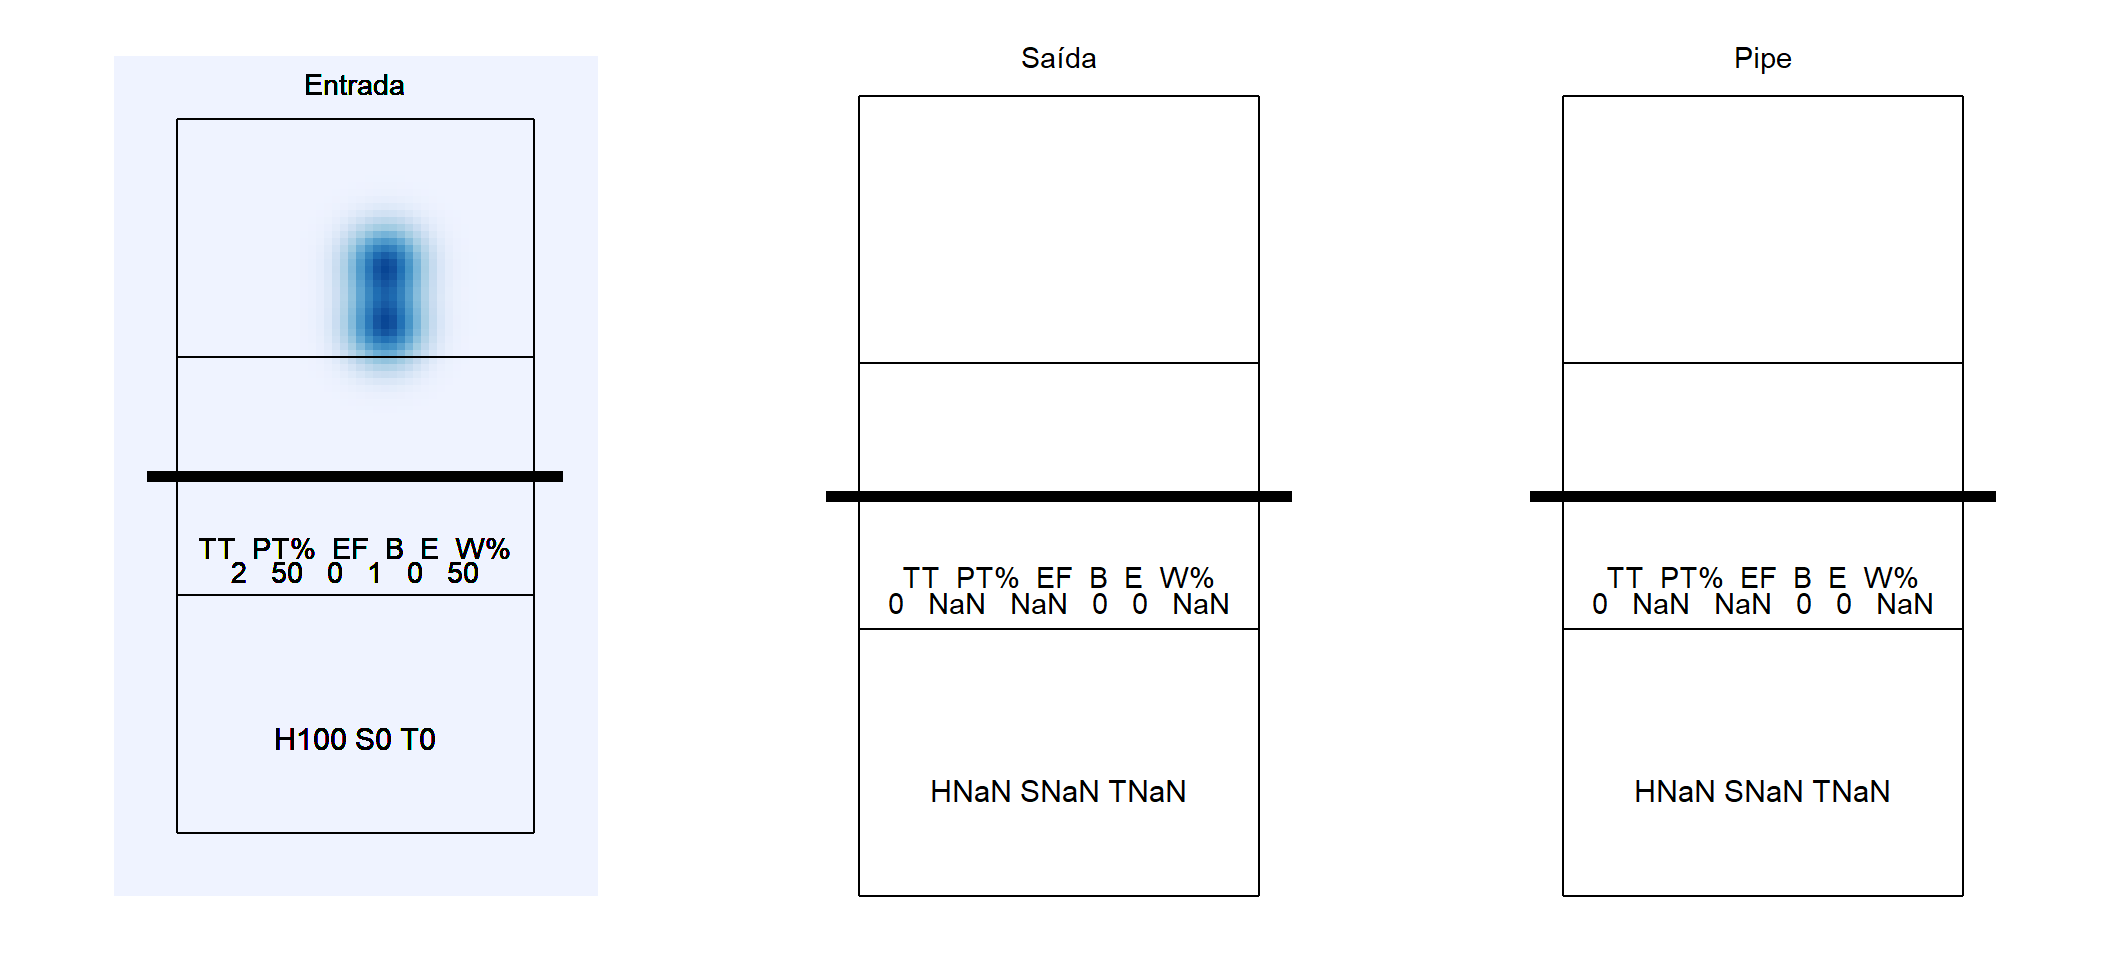 Entrada
TT PT% EF B E W%
2 50 0 1 0 50
H100 S0 T0
Saída
TT PT% EF B E W%
0 NaN NaN 0 0 NaN
HNaN SNaN TNaN
Pipe
TT PT% EF B E W%
0 NaN NaN 0 0 NaN
HNaN SNaN TNaN